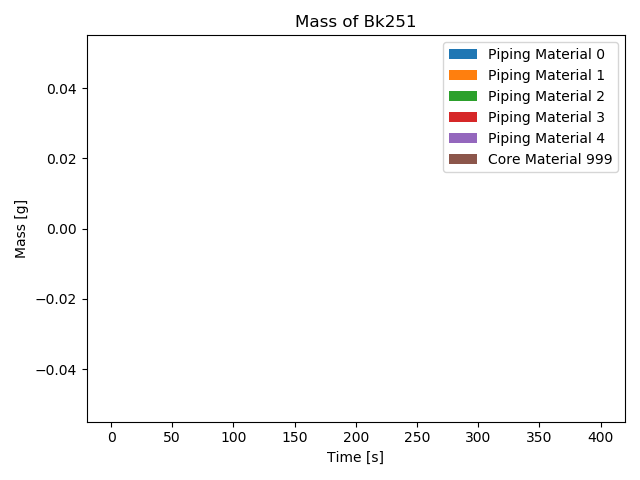 Mass of Bk251
Piping Material 0
Piping Material 1
Piping Material 2
Piping Material 3
Piping Material 4
Core Material 999
Mass [g]
0.04
0.02
0.00
−0.02
−0.04
0 50 100 150 200 250 300 350 400
Time [s]